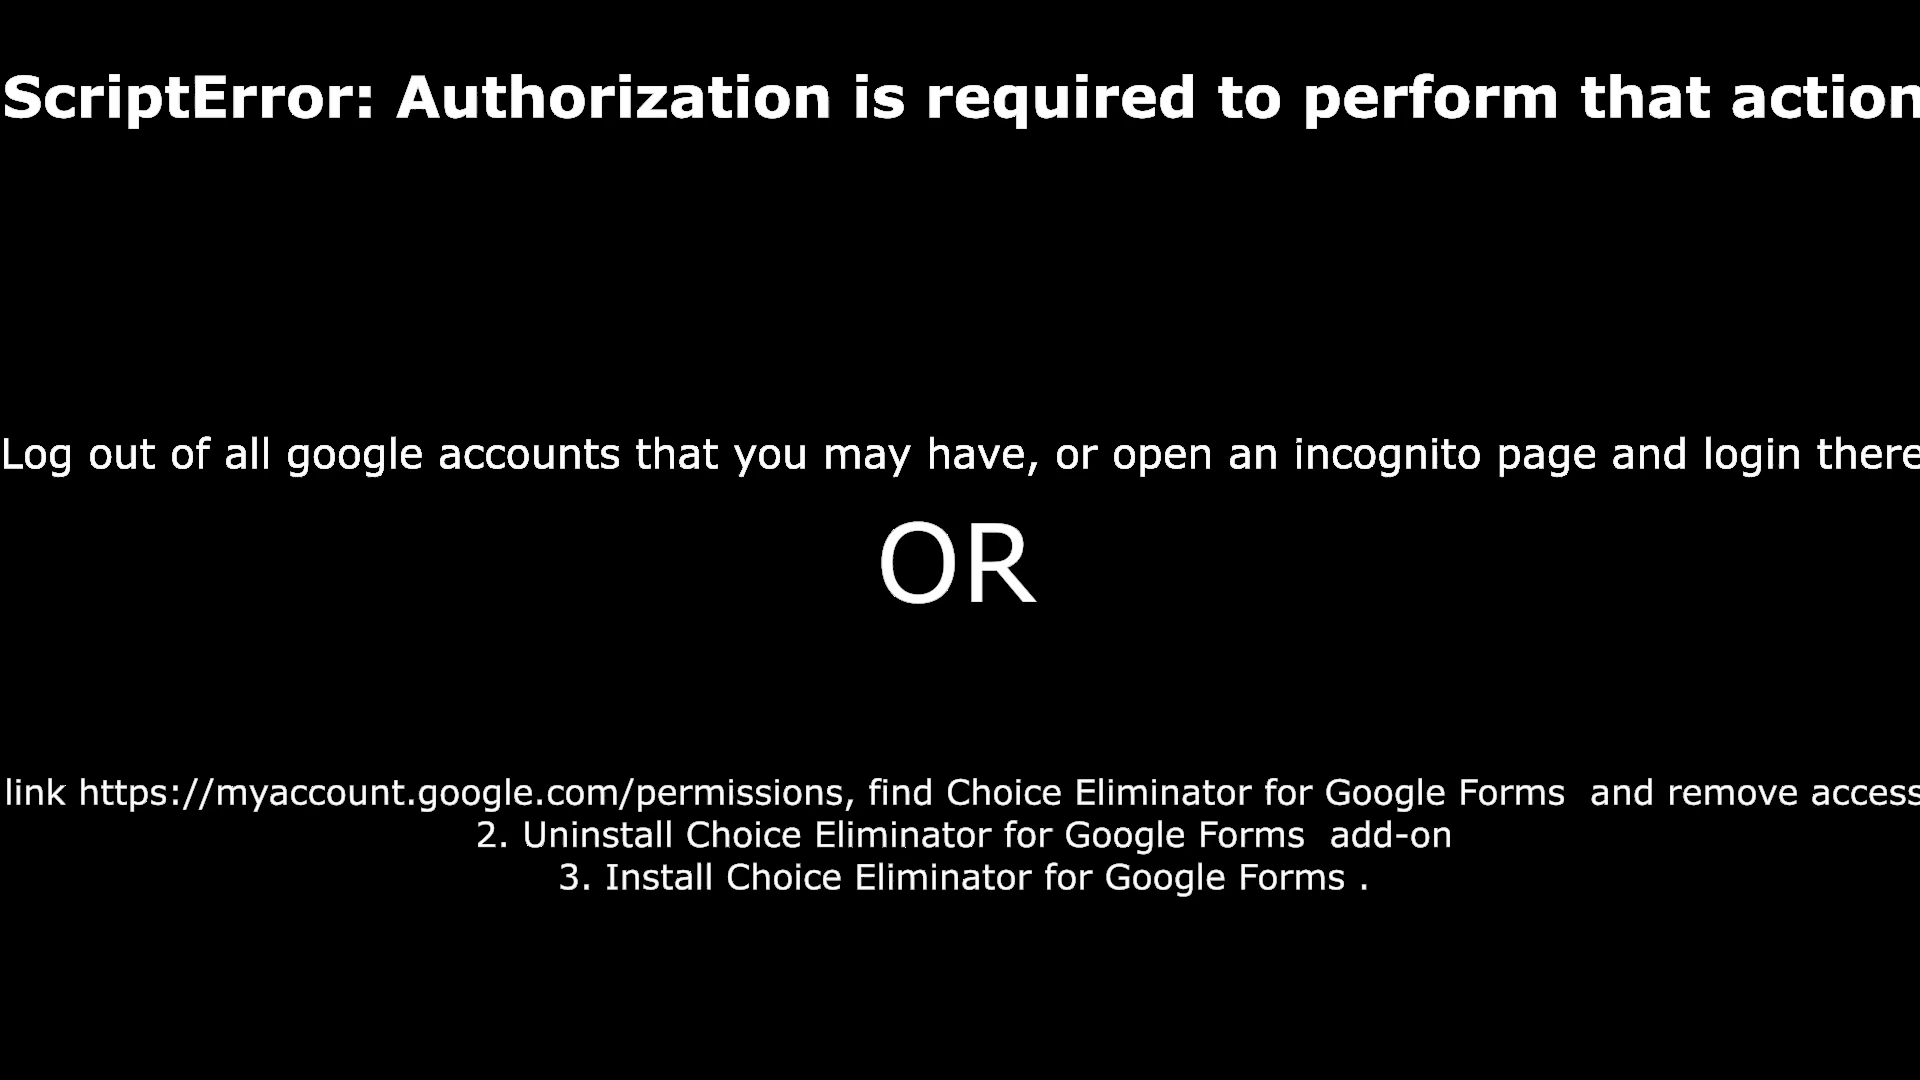 ScriptError: Authorization is required to perform that action
Log out of all google accounts that you may have, or open an incognito page and login there
OR
link https://myaccount.google.com/permissions, find Choice Eliminator for Google Forms  and remove access
2. Uninstall Choice Eliminator for Google Forms  add-on
3. Install Choice Eliminator for Google Forms .